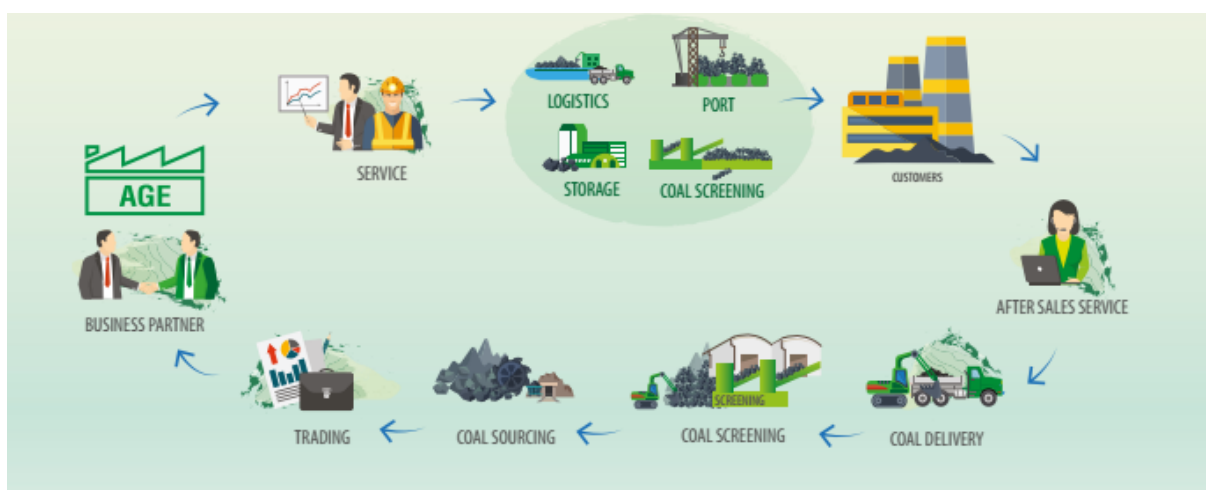 LOGISTICS
PORT
SERVICE
STORAGE
COAL SCREENING
CUSTOMERS
AGE
BUSINESS PARTNER
AFTER SALES SERVICE
SCREENING
TRADING
COAL SOURCING
COAL SCREENING
COAL DELIVERY